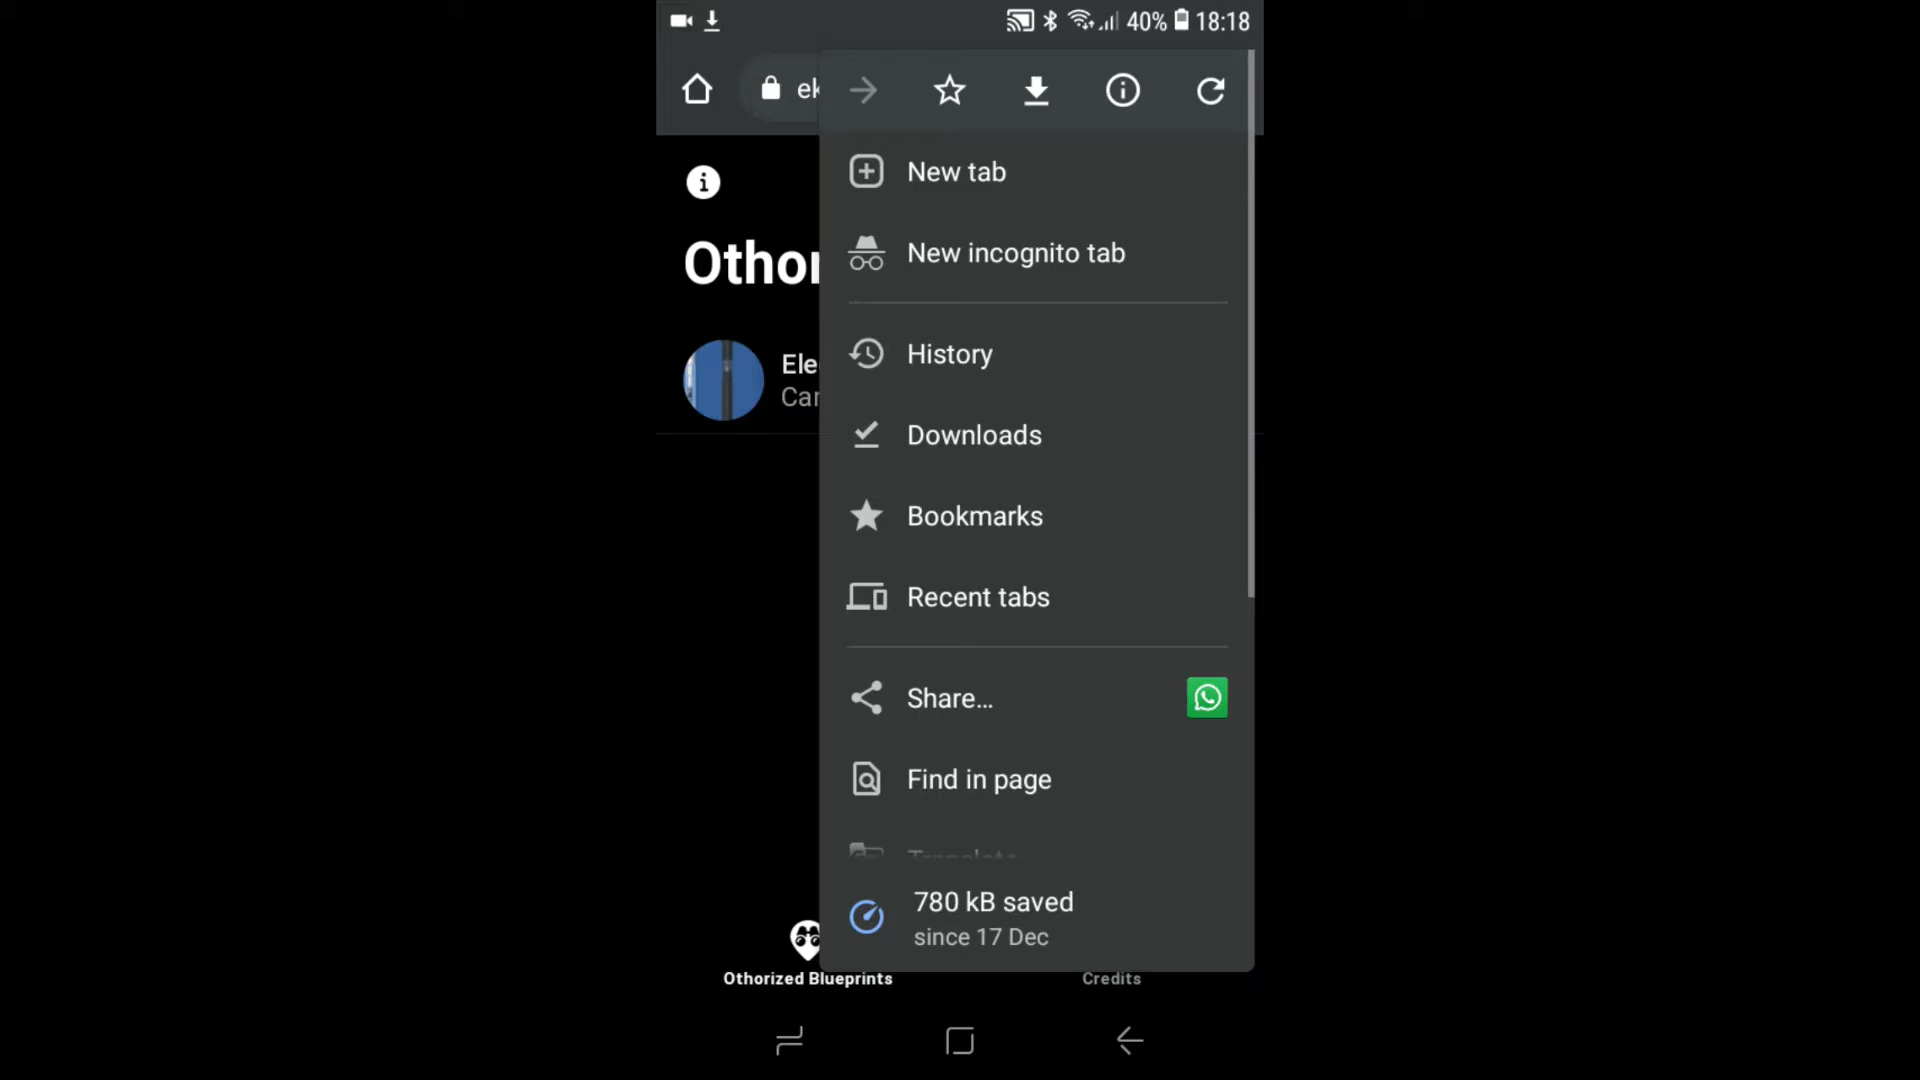 40% 18:18
ek
New tab
New incognito tab
Othor
History
Ele
Car
Downloads
Bookmarks
Recent tabs
Share...
Find in page
Translate
780 kB saved
since 17 Dec
Othorized Blueprints
Credits